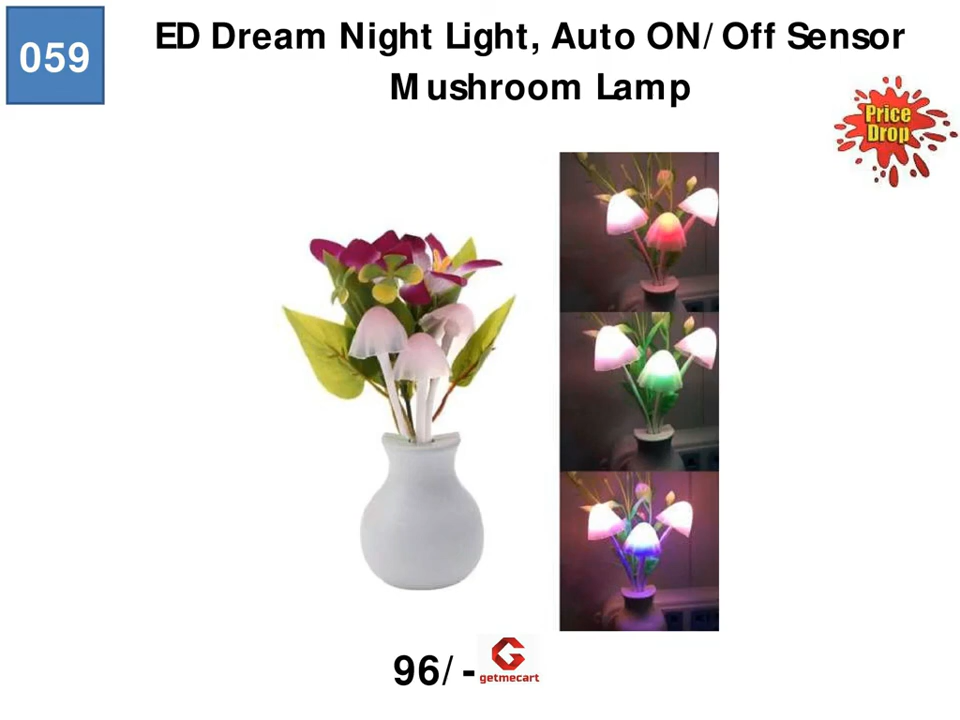 059
ED Dream Night Light, Auto ON/Off Sensor
Mushroom Lamp
Price
Drop
96/-
getmecart